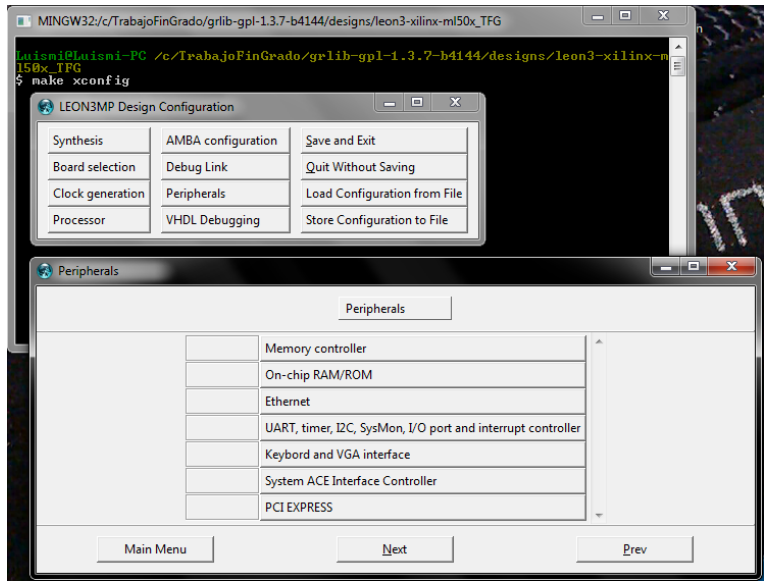 MINGW32:/c/TrabajoFinGrado/grlib-gpl-1.3.7-b4144/designs/leon3-xilinx-ml50x_TFG
Luismi@Luismi-PC /c/TrabajoFinGrado/grlib-gpl-1.3.7-b4144/designs/leon3-xilinx-m
l50x_TFG
$ make xconfig
LEON3MP Design Configuration
Synthesis AMBA configuration Save and Exit
Board selection Debug Link Quit Without Saving
Clock generation Peripherals Load Configuration from File
Processor VHDL Debugging Store Configuration to File
Peripherals
Peripherals
Memory controller
On-chip RAM/ROM
Ethernet
UART, timer, I2C, SysMon, I/O port and interrupt controller
Keybord and VGA interface
System ACE Interface Controller
PCI EXPRESS
Main Menu Next Prev